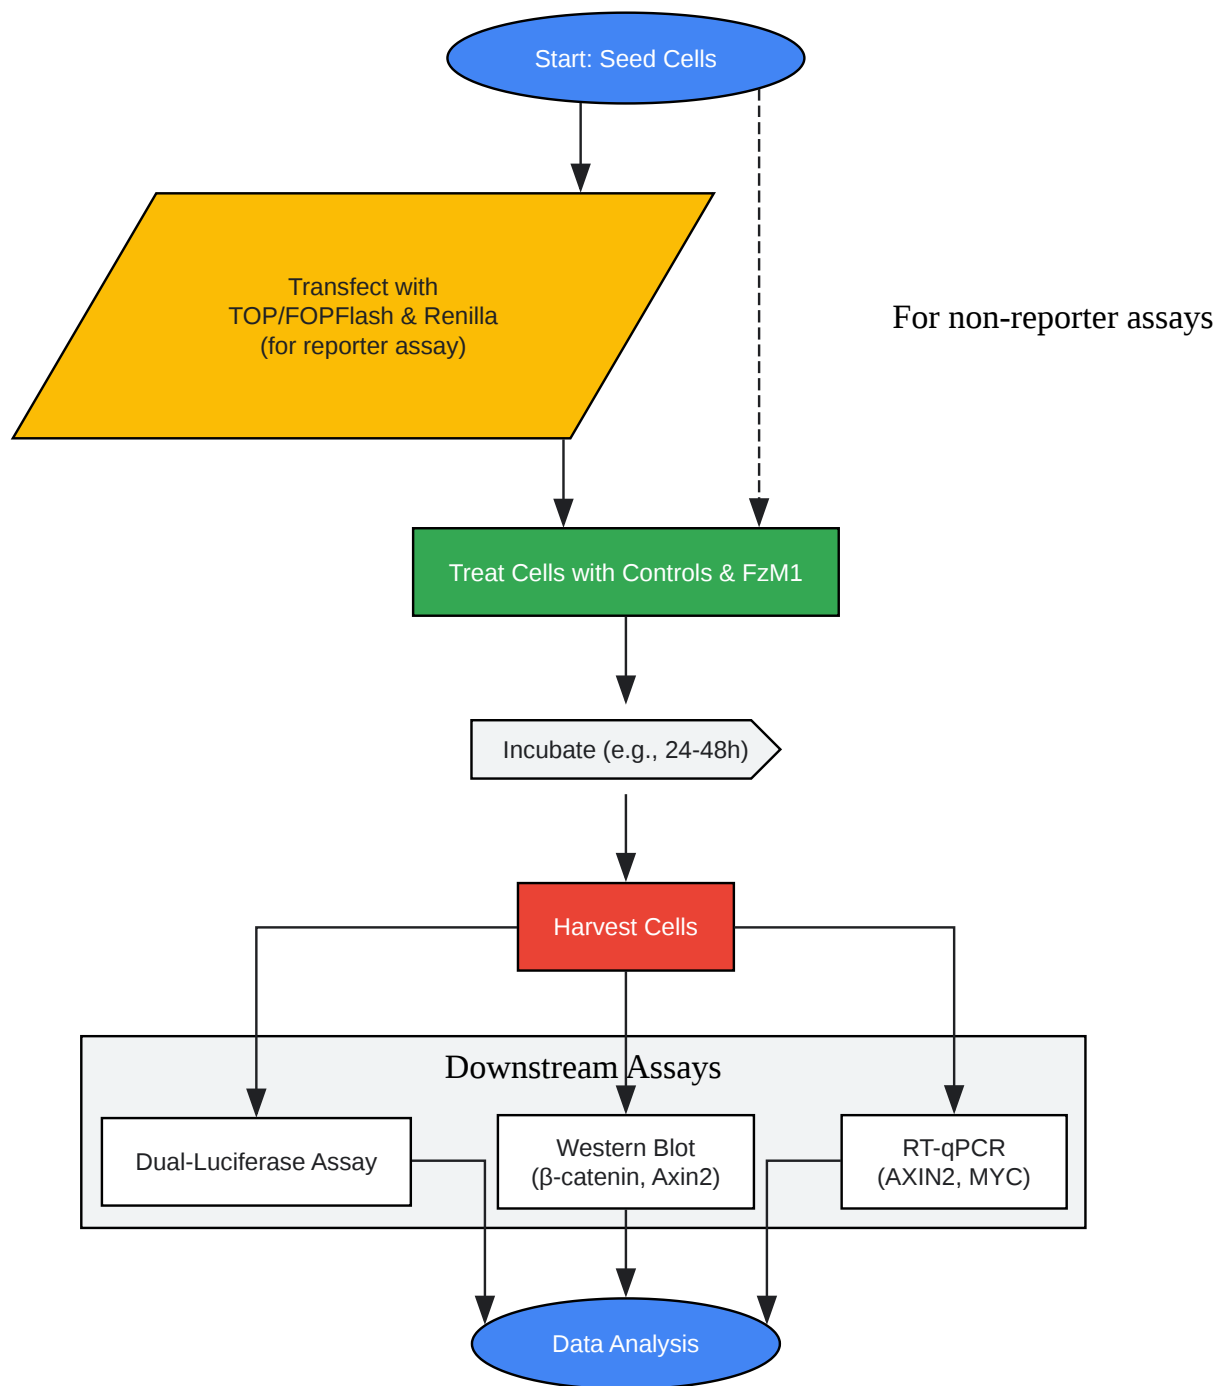 Start: Seed Cells
Transfect with
TOP/FOPFlash & Renilla
(for reporter assay)
For non-reporter assays
Treat Cells with Controls & FzM1
Incubate (e.g., 24-48h)
Harvest Cells
Downstream Assays
Dual-Luciferase Assay
Western Blot
(β-catenin, Axin2)
RT-qPCR
(AXIN2, MYC)
Data Analysis